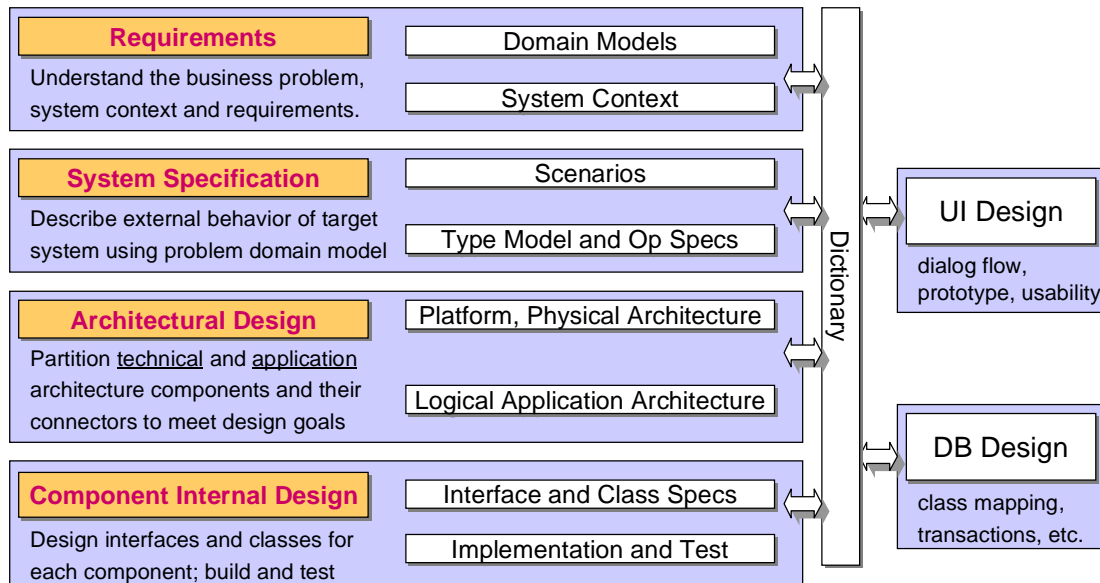 Requirements
Understand the business problem,
system context and requirements.
Domain Models
System Context
System Specification
Describe external behavior of target
system using problem domain model
Scenarios
Type Model and Op Specs
Architectural Design
Partition technical and application
architecture components and their
connectors to meet design goals
Platform, Physical Architecture
Logical Application Architecture
Component Internal Design
Design interfaces and classes for
each component; build and test
Interface and Class Specs
Implementation and Test
Dictionary
UI Design
dialog flow,
prototype, usability
DB Design
class mapping,
transactions, etc.